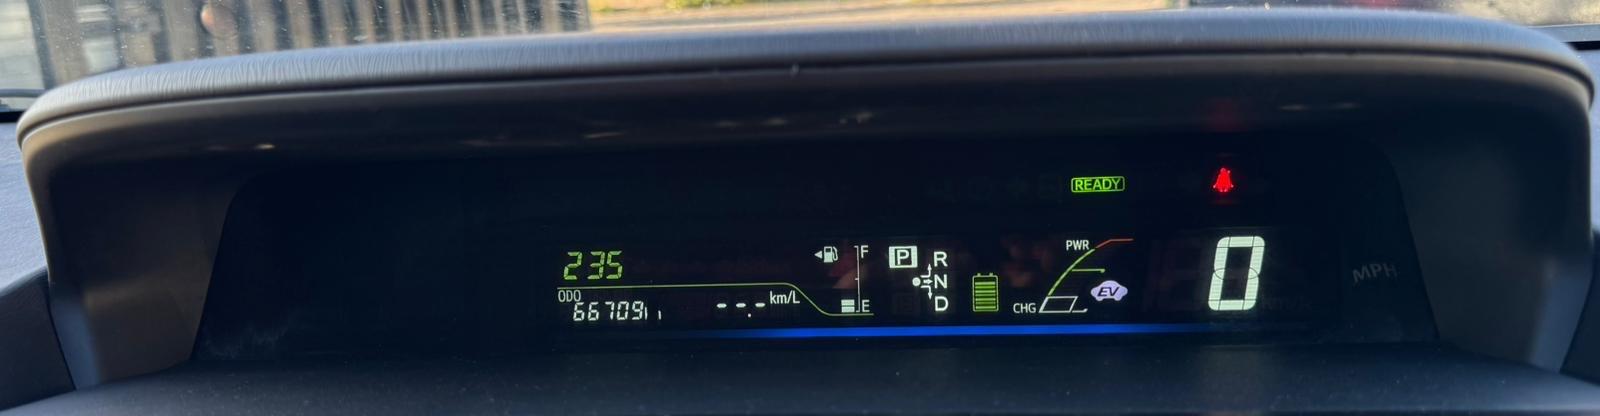 READY
235
ODO
66709
--.- km/L
F
E
P
R
N
D
PWR
CHG
EV
0
MPH